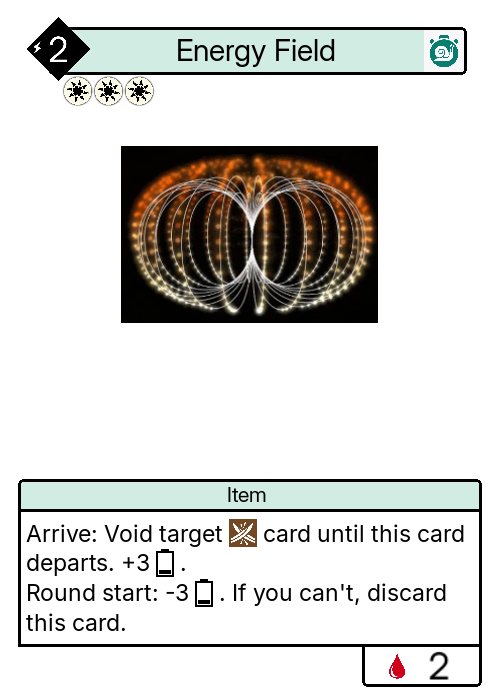 2
Energy Field
Item
Arrive: Void target card until this card
departs. +3 .
Round start: -3 . If you can't, discard
this card.
2